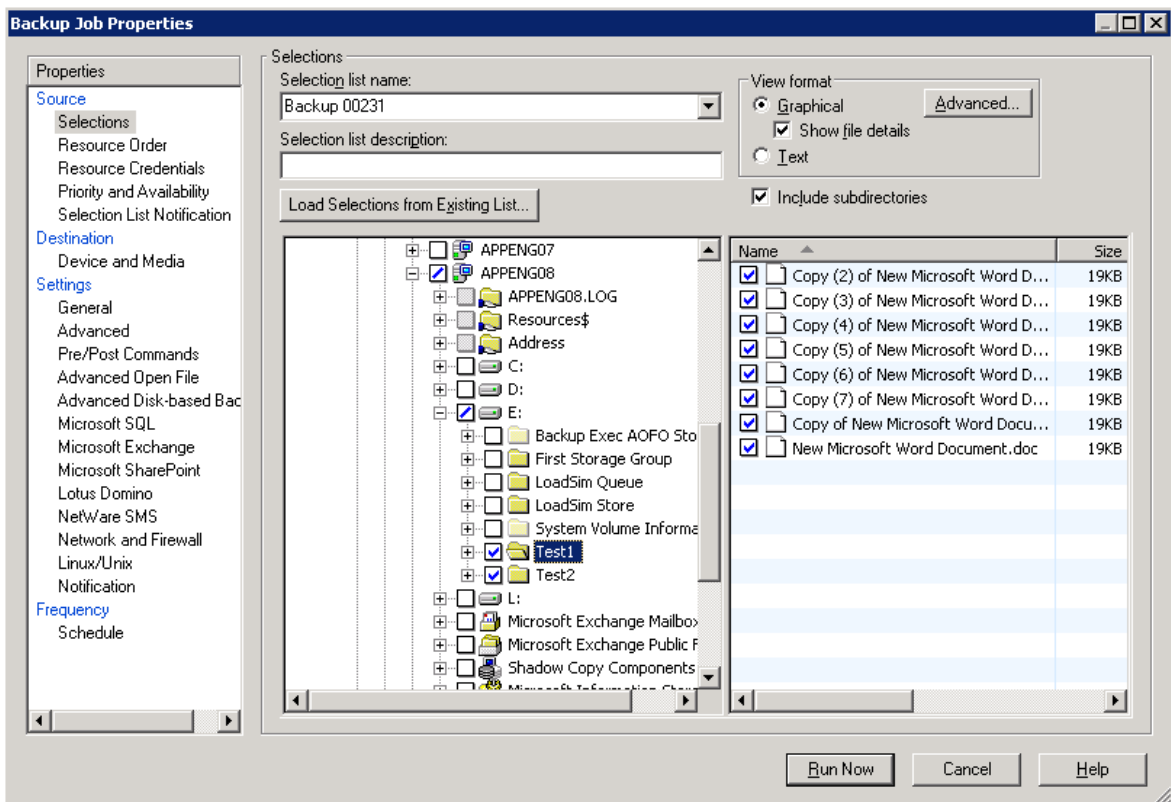 Backup Job Properties
Properties
Source
Selections
Resource Order
Resource Credentials
Priority and Availability
Selection List Notification
Destination
Device and Media
Settings
General
Advanced
Pre/Post Commands
Advanced Open File
Advanced Disk-based Bac
Microsoft SQL
Microsoft Exchange
Microsoft SharePoint
Lotus Domino
NetWare SMS
Network and Firewall
Linux/Unix
Notification
Frequency
Schedule
Selections
Selection list name:
Backup 00231
Selection list description:
Load Selections from Existing List...
View format
Graphical
Advanced...
Show file details
Text
Include subdirectories
APPENG07
APPENG08
APPENG08.LOG
Resources$
Address
C:
D:
E:
Backup Exec AOFO Sto
First Storage Group
LoadSim Queue
LoadSim Store
System Volume Informa
Test1
Test2
L:
Microsoft Exchange Mailbox
Microsoft Exchange Public F
Shadow Copy Components
Name Size
Copy (2) of New Microsoft Word D... 19KB
Copy (3) of New Microsoft Word D... 19KB
Copy (4) of New Microsoft Word D... 19KB
Copy (5) of New Microsoft Word D... 19KB
Copy (6) of New Microsoft Word D... 19KB
Copy (7) of New Microsoft Word D... 19KB
Copy of New Microsoft Word Docu... 19KB
New Microsoft Word Document.doc 19KB
Run Now
Cancel
Help